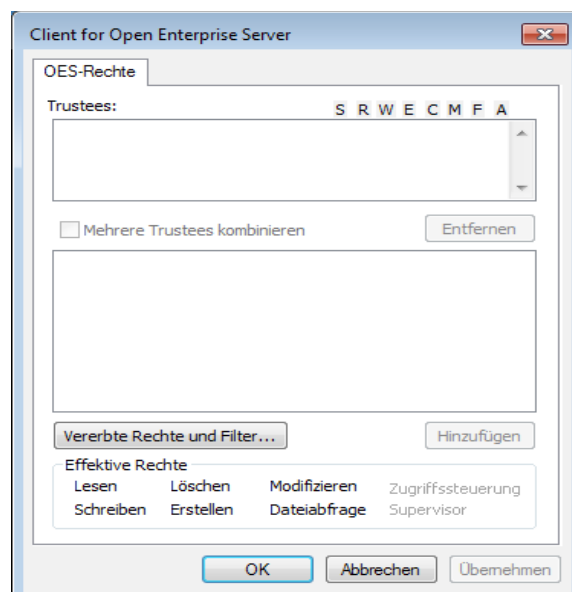 Client for Open Enterprise Server
OES-Rechte
Trustees: S R W E C M F A
Mehrere Trustees kombinieren Entfernen
Vererbte Rechte und Filter... Hinzufügen
Effektive Rechte
Lesen Löschen Modifizieren Zugriffssteuerung
Schreiben Erstellen Dateiabfrage Supervisor
OK Abbrechen Übernehmen